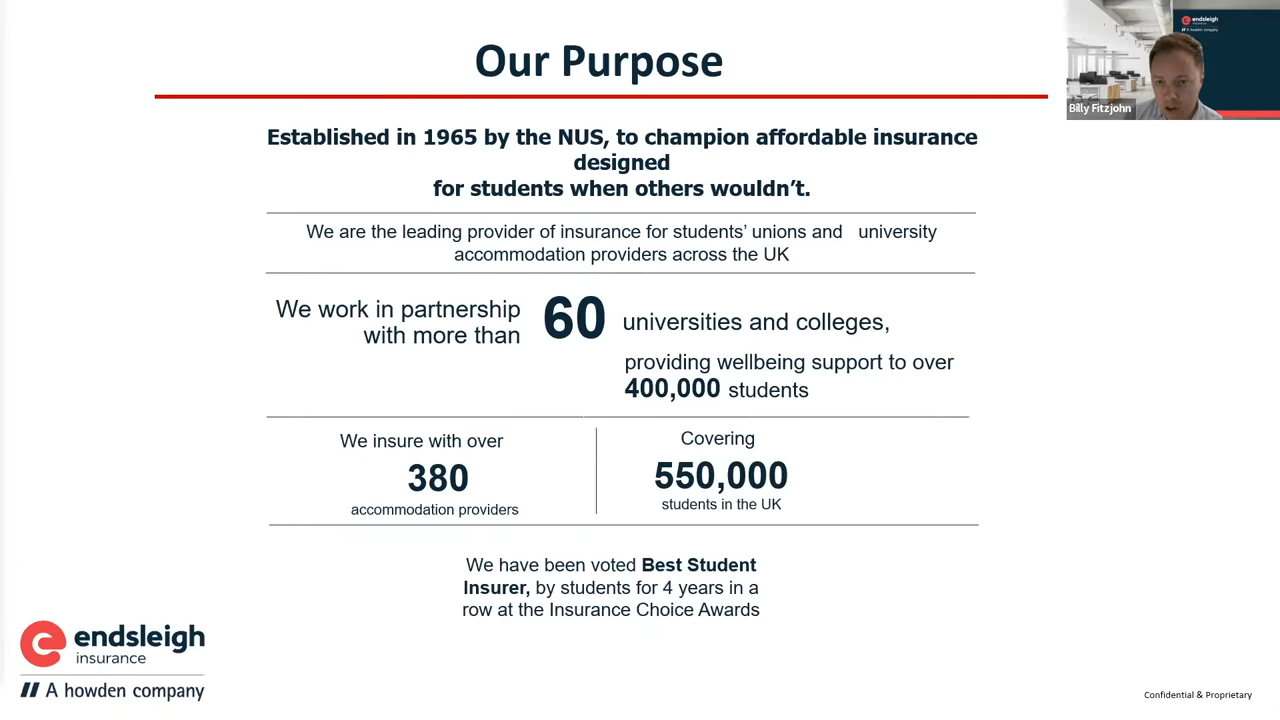 Our Purpose
endsleigh
insurance
A howden company
Billy Fitzjohn
Established in 1965 by the NUS, to champion affordable insurance
designed
for students when others wouldn’t.
We are the leading provider of insurance for students’ unions and university
accommodation providers across the UK
We work in partnership
with more than
60
universities and colleges,
providing wellbeing support to over
400,000 students
We insure with over
380
accommodation providers
Covering
550,000
students in the UK
We have been voted Best Student
Insurer, by students for 4 years in a
row at the Insurance Choice Awards
endsleigh
insurance
A howden company
Confidential & Proprietary